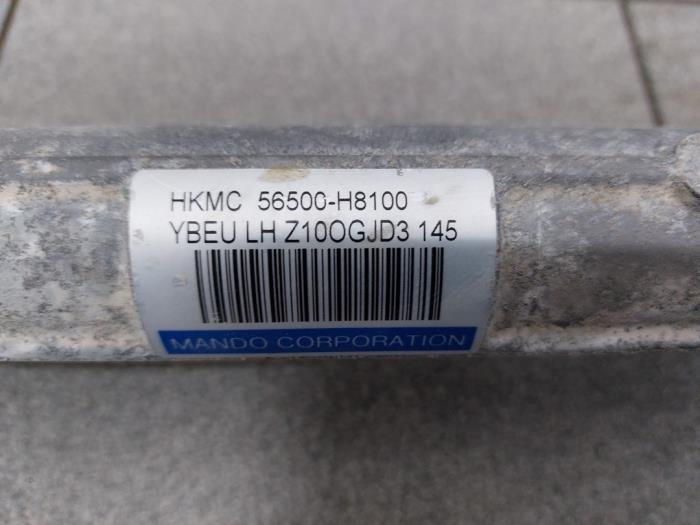 HKMC 56500-H8100
YBEU LH Z10OGJD3 145
MANDO CORPORATION